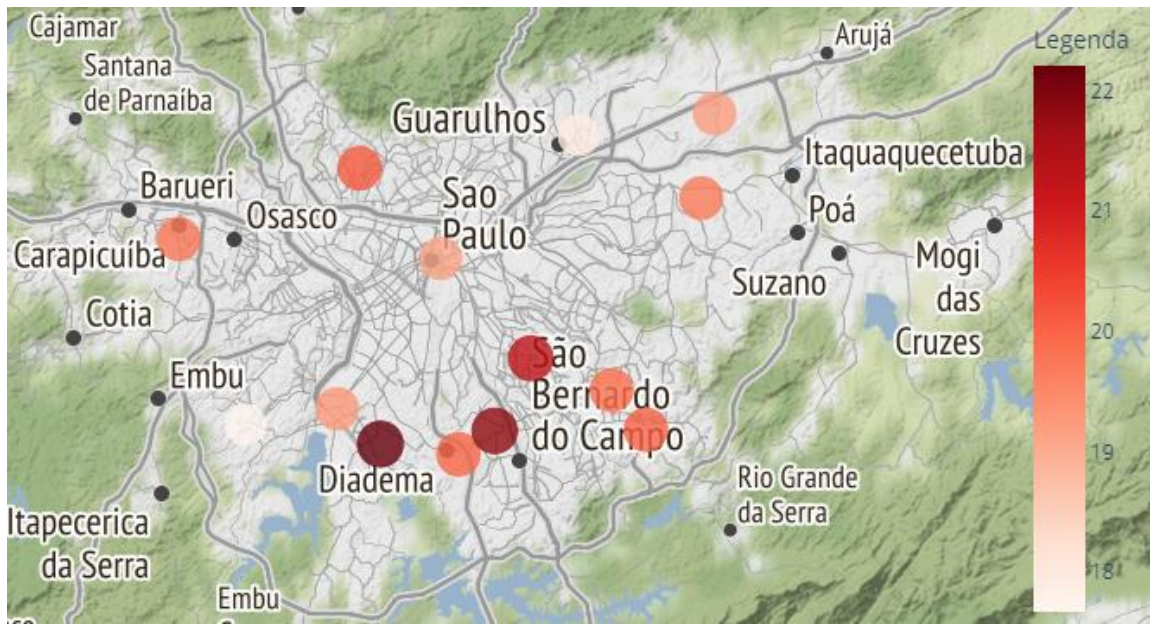 Cajamar
Santana
de Parnaíba
Arujá
Legenda
22
Guarulhos
Itaquaquecetuba
Barueri
Sao
Paulo
Osasco
Poá
21
Carapicuíba
Mogi
das
Cruzes
Suzano
Cotia
20
São
Bernardo
do Campo
Embu
19
Diadema
Rio Grande
da Serra
Itapecerica
da Serra
18
Embu